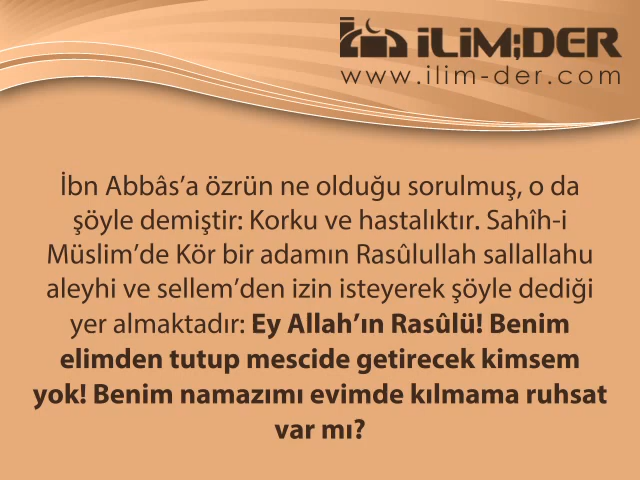 İLİM;DER
www.ilim-der.com
İbn Abbâs’a özrün ne olduğu sorulmuş, o da
şöyle demiştir: Korku ve hastalıktır. Sahîh-i
Müslim’de Kör bir adamın Rasûlullah sallallahu
aleyhi ve sellem’den izin isteyerek şöyle dediği
yer almaktadır: Ey Allah’ın Rasûlü! Benim
elimden tutup mescide getirecek kimsem
yok! Benim namazımı evimde kılmama ruhsat
var mı?